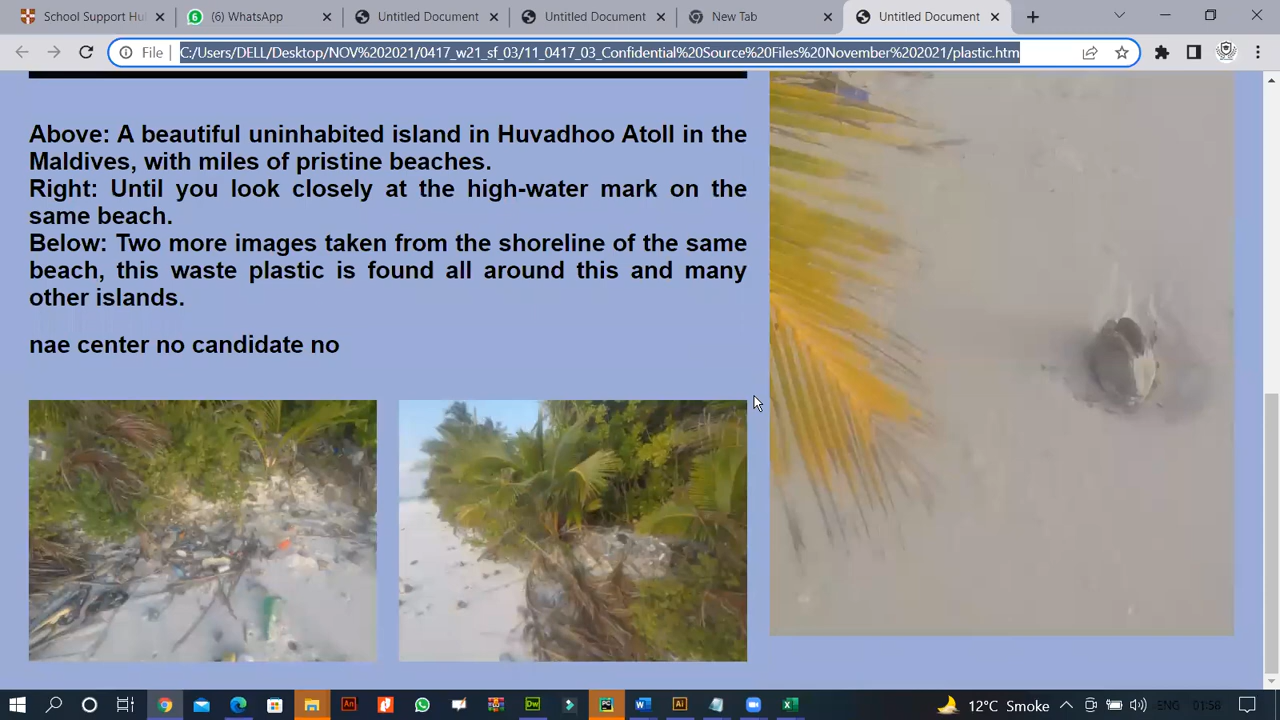 School Support Hu
(6) WhatsApp
Untitled Document
Untitled Document
New Tab
Untitled Document
File
C:/Users/DELL/Desktop/NOV%202021/0417_w21_sf_03/11_0417_03_Confidential%20Source%20Files%20November%202021/plastic.htm
Above: A beautiful uninhabited island in Huvadhoo Atoll in the
Maldives, with miles of pristine beaches.
Right: Until you look closely at the high-water mark on the
same beach.
Below: Two more images taken from the shoreline of the same
beach, this waste plastic is found all around this and many
other islands.
nae center no candidate no
12°C Smoke
ENG
01:56